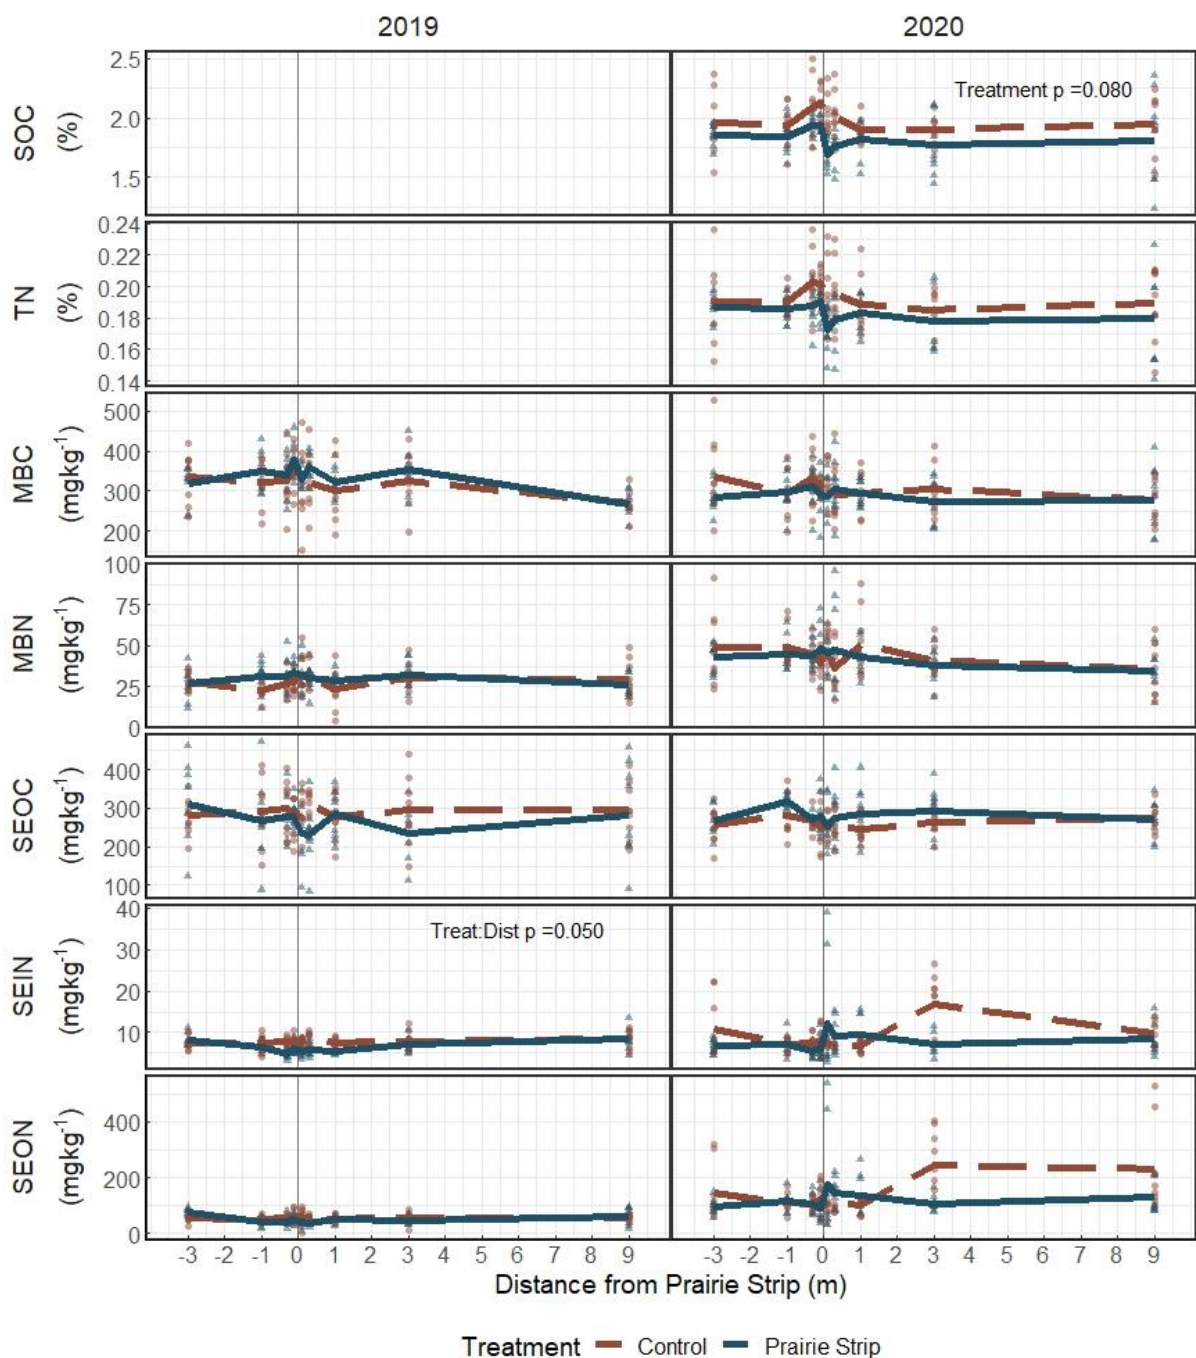 2019 2020
SOC
(%)
2.5
2.0
1.5
Treatment p =0.080
TN
(%)
0.24
0.22
0.20
0.18
0.16
0.14
MBC
(mgkg⁻¹)
500
400
300
200
MBN
(mgkg⁻¹)
100
75
50
25
0
SEOC
(mgkg⁻¹)
400
300
200
100
SEIN
(mgkg⁻¹)
40
30
20
10
Treat:Dist p =0.050
SEON
(mgkg⁻¹)
400
200
0
-3 -2 -1 0 1 2 3 4 5 6 7 8 9 -3 -2 -1 0 1 2 3 4 5 6 7 8 9
Distance from Prairie Strip (m)
Treatment Control Prairie Strip